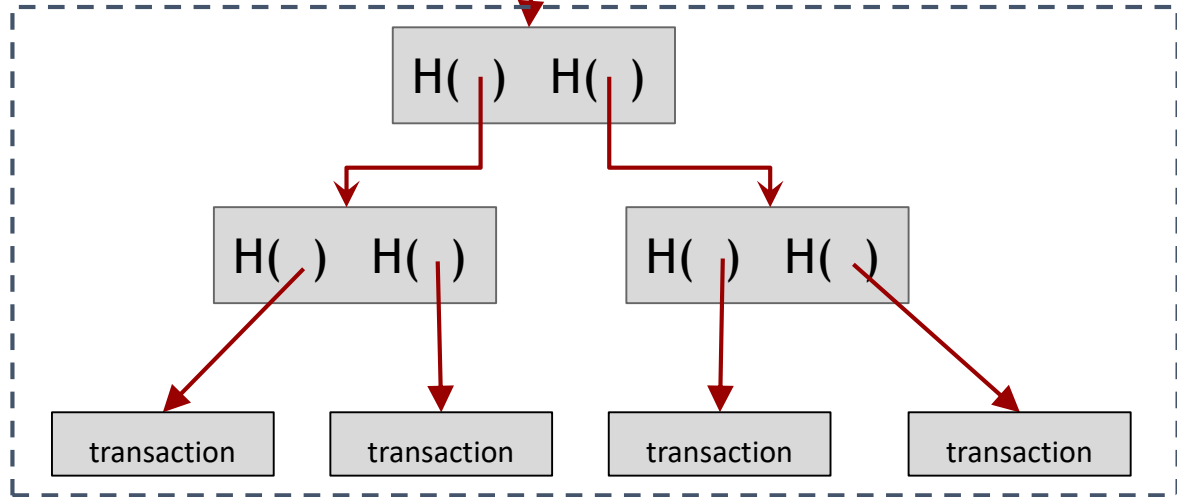 H( ) H( )
H( ) H( ) H( ) H( )
transaction transaction transaction transaction